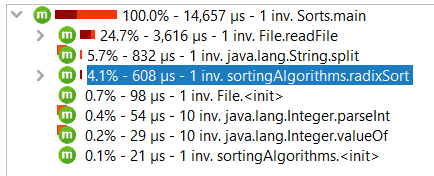 m 100.0% - 14,657 µs - 1 inv. Sorts.main
m 24.7% - 3,616 µs - 1 inv. File.readFile
m 5.7% - 832 µs - 1 inv. java.lang.String.split
m 4.1% - 608 µs - 1 inv. sortingAlgorithms.radixSort
m 0.7% - 98 µs - 1 inv. File.<init>
m 0.4% - 54 µs - 10 inv. java.lang.Integer.parseInt
m 0.2% - 29 µs - 10 inv. java.lang.Integer.valueOf
m 0.1% - 21 µs - 1 inv. sortingAlgorithms.<init>